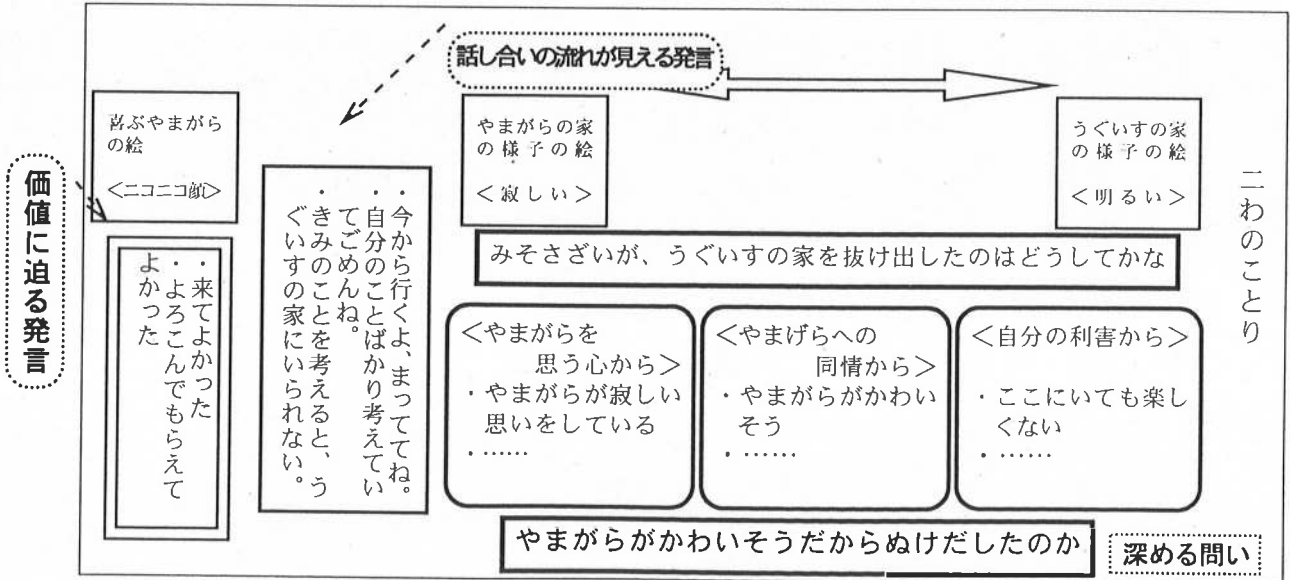 二わのことり
話し合いの流れが見える発言
うぐいすの家
の様子の絵
<明るい>
やまがらの家
の様子の絵
<寂しい>
みそさざいが、うぐいすの家を抜け出したのはどうしてかな
<自分の利害から>
・ここにいても楽し
くない
・……
<やまげらへの
同情から>
・やまがらがかわい
そう
・……
<やまがらを
思う心から>
・やまがらが寂しい
思いをしている
・……
やまがらがかわいそうだからぬけだしたのか
深める問い
・今から行くよ、まっててね。
・自分のことばかり考えてい
てごめんね。
・きみのことを考えると、う
ぐいすの家にいられない。
喜ぶやまがら
の絵
<ニコニコ顔>
・来てよかった
・よろこんでもらえて
よかった
価値に迫る発言